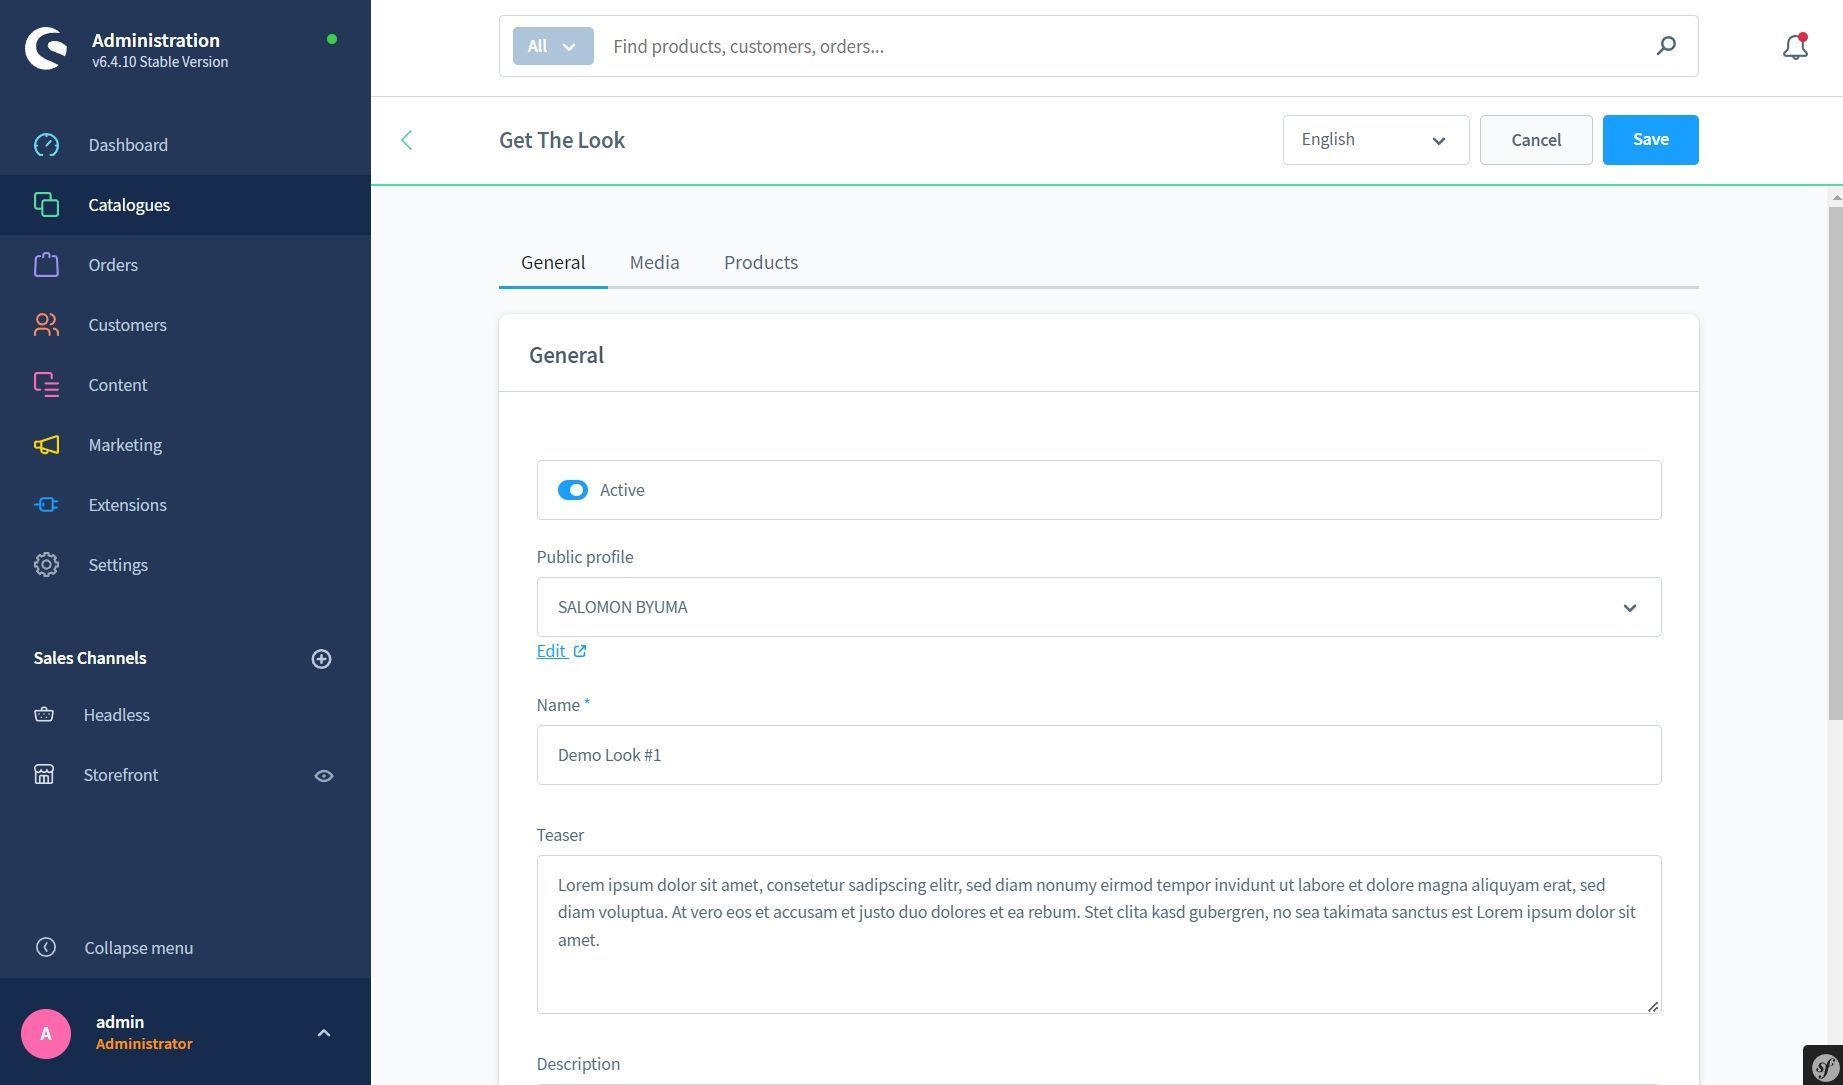 Administration
v6.4.10 Stable Version
Dashboard
Catalogues
Orders
Customers
Content
Marketing
Extensions
Settings
Sales Channels
Headless
Storefront
Collapse menu
A
admin
Administrator
All
Find products, customers, orders...
Get The Look
English
Cancel
Save
General
Media
Products
General
Active
Public profile
SALOMON BYUMA
Edit
Name *
Demo Look #1
Teaser
Lorem ipsum dolor sit amet, consetetur sadipscing elitr, sed diam nonumy eirmod tempor invidunt ut labore et dolore magna aliquyam erat, sed
diam voluptua. At vero eos et accusam et justo duo dolores et ea rebum. Stet clita kasd gubergren, no sea takimata sanctus est Lorem ipsum dolor sit
amet.
Description
sf